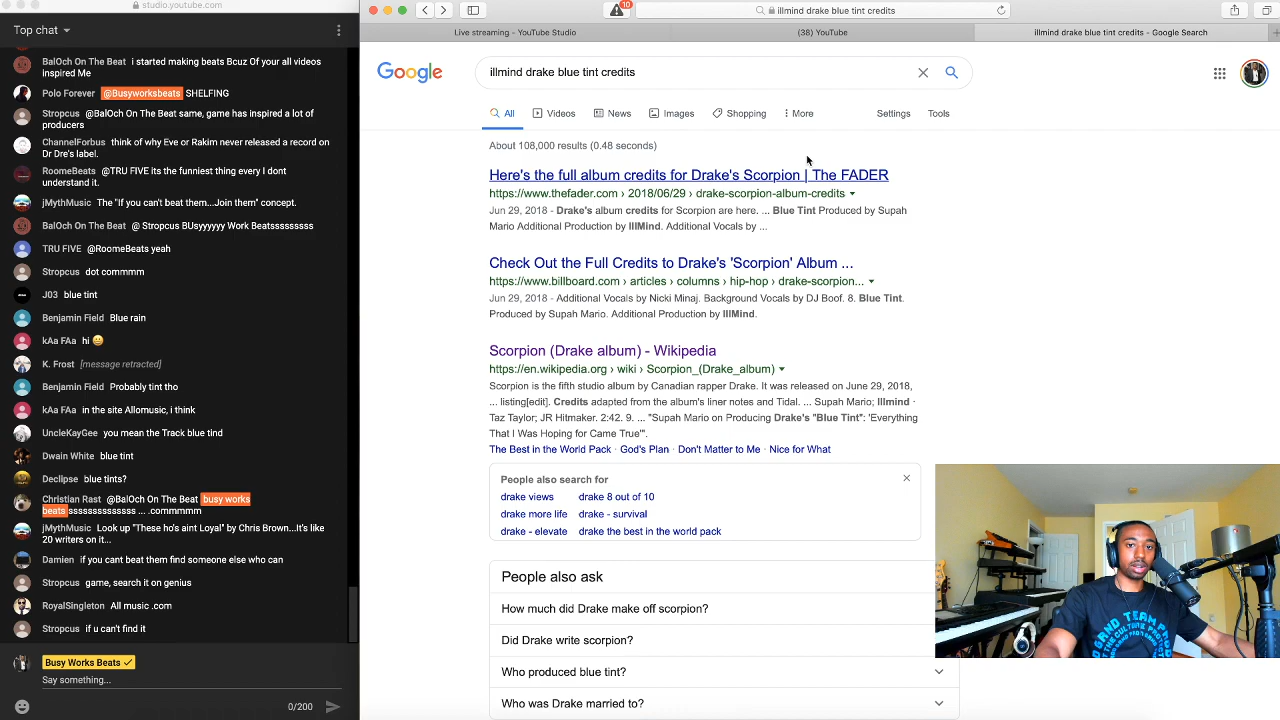 studio.youtube.com
Top chat
BalOch On The Beat i started making beats Bcuz Of your all videos
inspired Me
Polo Forever @Busyworksbeats SHELFING
Stropcus @BalOch On The Beat same, game has inspired a lot of
producers
ChannelForbus think of why Eve or Rakim never released a record on
Dr Dre's label.
RoomeBeats @TRU FIVE its the funniest thing every I dont
understand it.
jMythMusic The "If you can't beat them...Join them" concept.
BalOch On The Beat @ Stropcus BUsyyyyyy Work Beatsssssssss
TRU FIVE @RoomeBeats yeah
Stropcus dot commmm
J03 blue tint
Benjamin Field Blue rain
kAa FAa hi 😀
K. Frost [message retracted]
Benjamin Field Probably tint tho
kAa FAa in the site Allomusic, i think
UncleKayGee you mean the Track blue tind
Dwain White blue tint
Declipse blue tints?
Christian Rast @BalOch On The Beat busy works
beats ssssssssssssss ... .commmmm
jMythMusic Look up "These ho's aint Loyal" by Chris Brown...It's like
20 writers on it...
Damien if you cant beat them find someone else who can
Stropcus game, search it on genius
RoyalSingleton All music .com
Stropcus if u can't find it
Busy Works Beats
Say something...
0/200
10
illmind drake blue tint credits
Live streaming - YouTube Studio
(38) YouTube
illmind drake blue tint credits - Google Search
Google
illmind drake blue tint credits
All Videos News Images Shopping More Settings Tools
About 108,000 results (0.48 seconds)
Here's the full album credits for Drake's Scorpion | The FADER
https://www.thefader.com › 2018/06/29 › drake-scorpion-album-credits
Jun 29, 2018 - Drake's album credits for Scorpion are here. ... Blue Tint Produced by Supah
Mario Additional Production by IllMind. Additional Vocals by ...
Check Out the Full Credits to Drake's 'Scorpion' Album ...
https://www.billboard.com › articles › columns › hip-hop › drake-scorpion...
Jun 29, 2018 - Additional Vocals by Nicki Minaj. Background Vocals by DJ Boof. 8. Blue Tint.
Produced by Supah Mario. Additional Production by IllMind.
Scorpion (Drake album) - Wikipedia
https://en.wikipedia.org › wiki › Scorpion_(Drake_album)
Scorpion is the fifth studio album by Canadian rapper Drake. It was released on June 29, 2018,
... listing[edit]. Credits adapted from the album's liner notes and Tidal. ... Supah Mario; Illmind ·
Taz Taylor; JR Hitmaker. 2:42. 9. ... "Supah Mario on Producing Drake's "Blue Tint": 'Everything
That I Was Hoping for Came True'".
The Best in the World Pack · God's Plan · Don't Matter to Me · Nice for What
People also search for
drake views drake 8 out of 10
drake more life drake - survival
drake - elevate drake the best in the world pack
People also ask
How much did Drake make off scorpion?
Did Drake write scorpion?
Who produced blue tint?
Who was Drake married to?